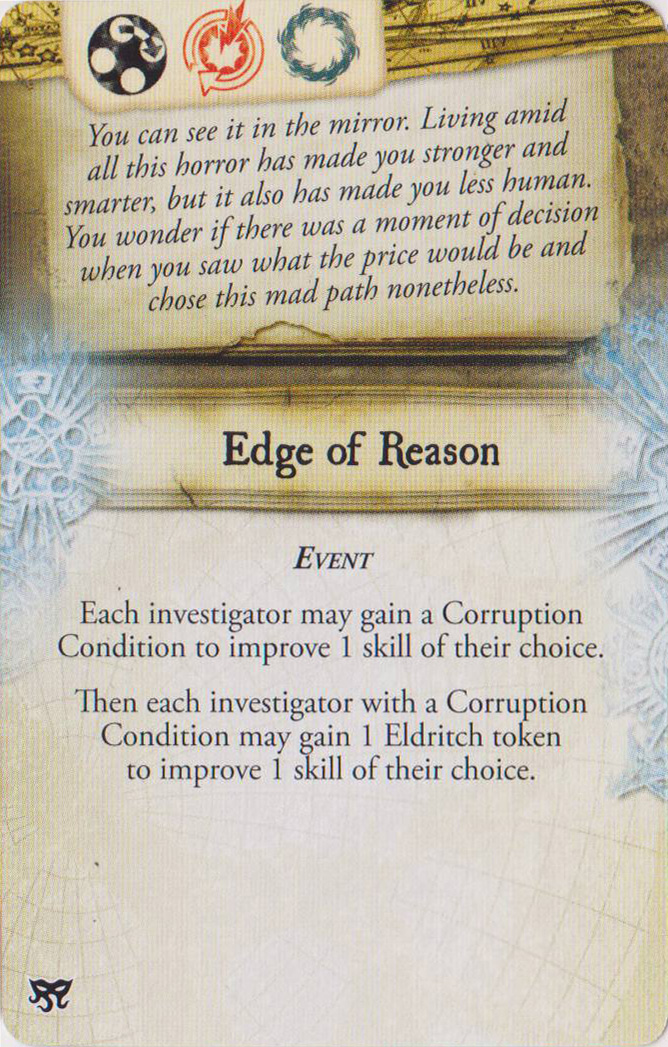 You can see it in the mirror. Living amid
all this horror has made you stronger and
smarter, but it also has made you less human.
You wonder if there was a moment of decision
when you saw what the price would be and
chose this mad path nonetheless.
Edge of Reason
EVENT
Each investigator may gain a Corruption
Condition to improve 1 skill of their choice.
Then each investigator with a Corruption
Condition may gain 1 Eldritch token
to improve 1 skill of their choice.